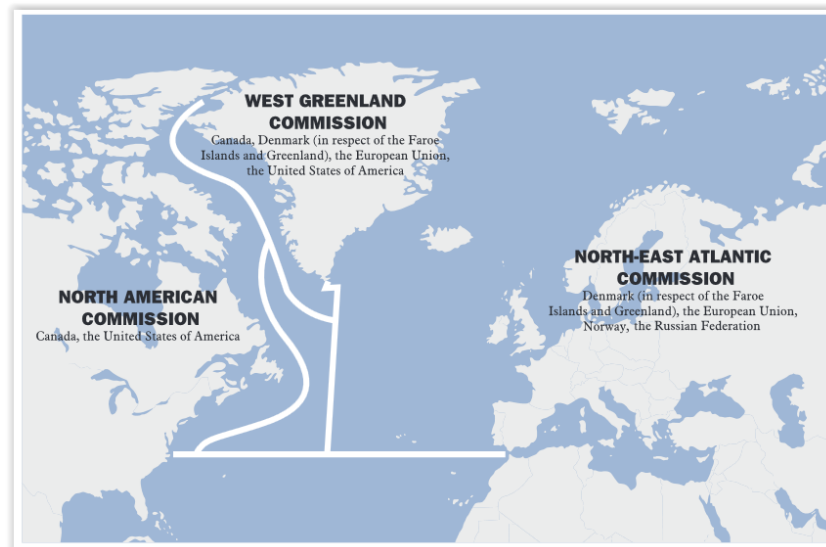 WEST GREENLAND
COMMISSION
Canada, Denmark (in respect of the Faroe
Islands and Greenland), the European Union,
the United States of America
NORTH-EAST ATLANTIC
COMMISSION
Denmark (in respect of the Faroe
Islands and Greenland), the European Union,
Norway, the Russian Federation
NORTH AMERICAN
COMMISSION
Canada, the United States of America